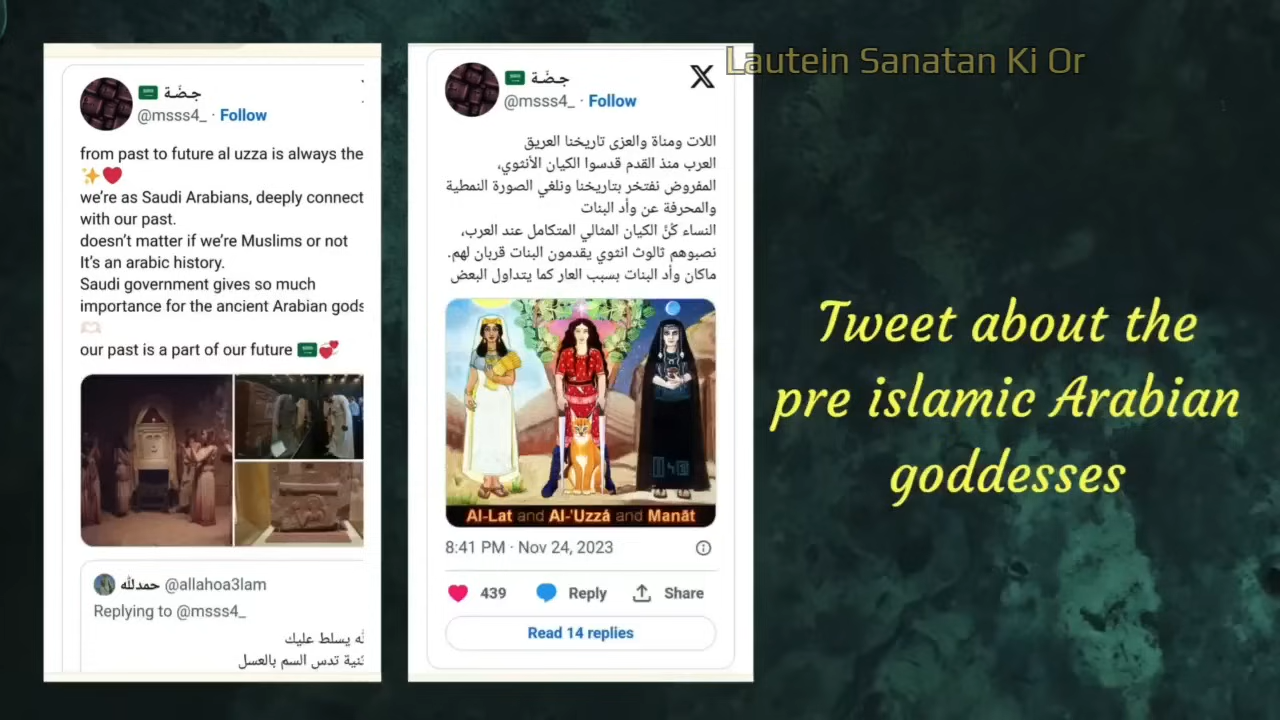 Lautein Sanatan Ki Or
جـضَـة
@msss4_ · Follow
from past to future al uzza is always the
✨❤️
we’re as Saudi Arabians, deeply connect
with our past.
doesn’t matter if we’re Muslims or not
It’s an arabic history.
Saudi government gives so much
importance for the ancient Arabian gods
🫶🏻
our past is a part of our future 🇸🇦💞
حمدلله @allahoa3lam
Replying to @msss4_
يسلط عليك
تدس السم بالعسل
جـضَـة
@msss4_ · Follow
اللات ومناة والعزى تاريخنا العريق
العرب منذ القدم قدسوا الكيان الأنثوي،
المفروض نفتخر بتاريخنا ونلغي الصورة النمطية
والمحرفة عن وأد البنات
النساء كُنَّ الكيان المثالي المتكامل عند العرب،
نصبوهم ثالوث انثوي يقدمون البنات قربان لهم.
ماكان وأد البنات بسبب العار كما يتداول البعض
Al-Lat and Al-'Uzzá and Manāt
8:41 PM · Nov 24, 2023
439 Reply Share
Read 14 replies
Tweet about the
pre islamic Arabian
goddesses